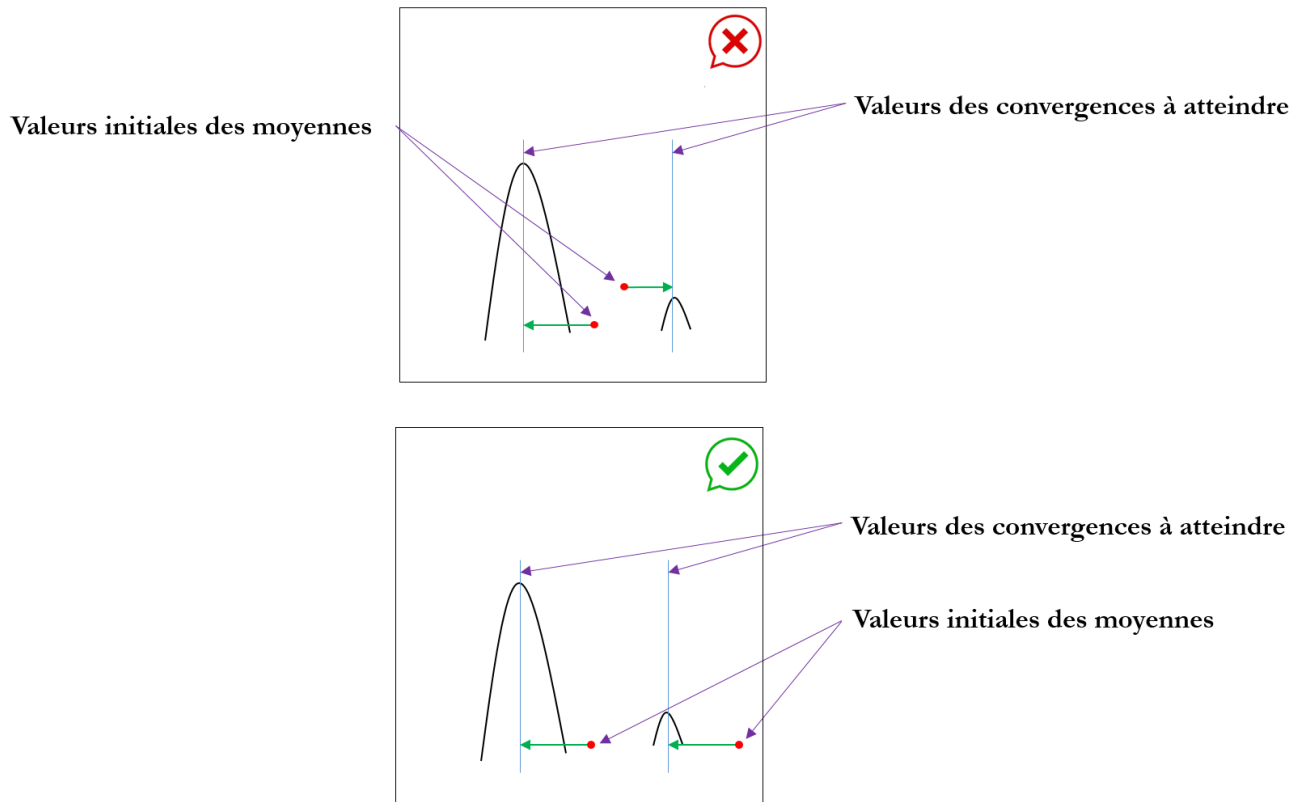 Valeurs des convergences à atteindre
Valeurs initiales des moyennes
Valeurs des convergences à atteindre
Valeurs initiales des moyennes